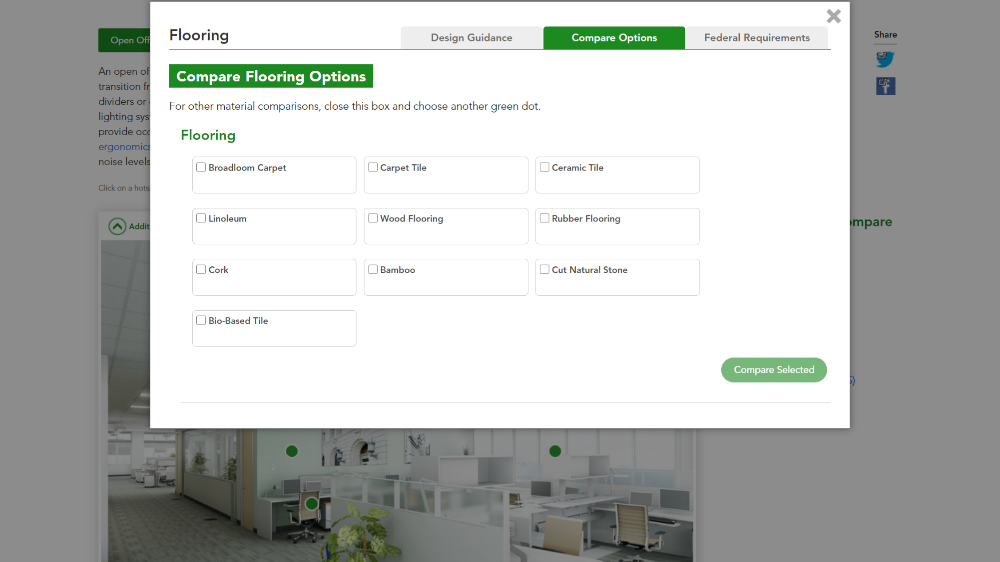 Flooring
Design Guidance
Compare Options
Federal Requirements
Compare Flooring Options
For other material comparisons, close this box and choose another green dot.
Flooring
Broadloom Carpet
Carpet Tile
Ceramic Tile
Linoleum
Wood Flooring
Rubber Flooring
Cork
Bamboo
Cut Natural Stone
Bio-Based Tile
Compare Selected
Open Off
An open of
transition fr
dividers or
lighting sys
provide occ
ergonomics
noise levels
Click on a hots
Addit
Share
ompare